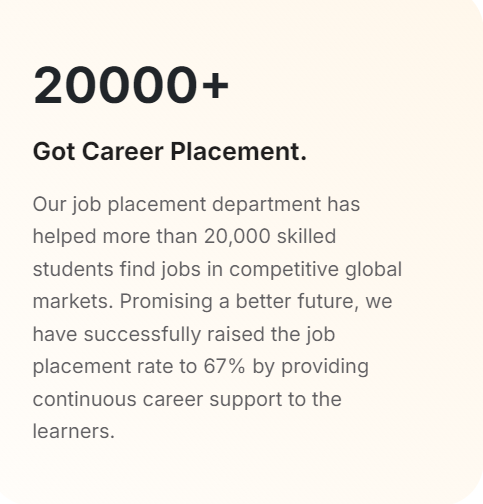 20000+
Got Career Placement.
Our job placement department has
helped more than 20,000 skilled
students find jobs in competitive global
markets. Promising a better future, we
have successfully raised the job
placement rate to 67% by providing
continuous career support to the
learners.